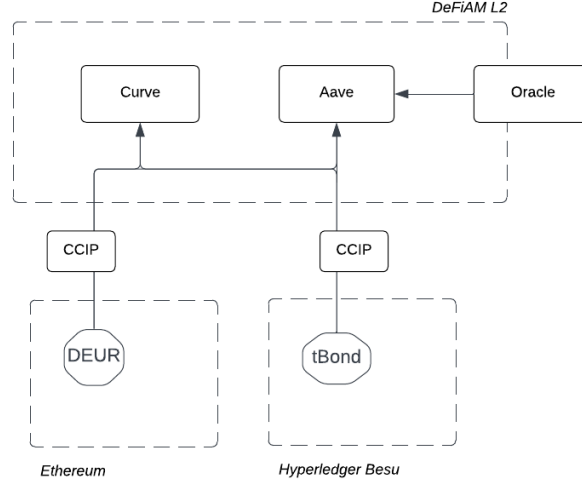 DeFiAM L2
Curve
Aave
Oracle
CCIP
CCIP
DEUR
tBond
Ethereum
Hyperledger Besu